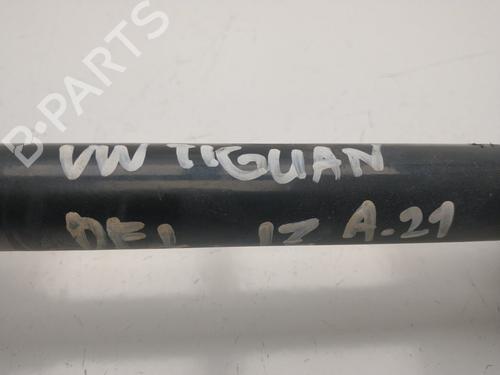 B-PARTS
VW TIGUAN
DEL IZ A.21